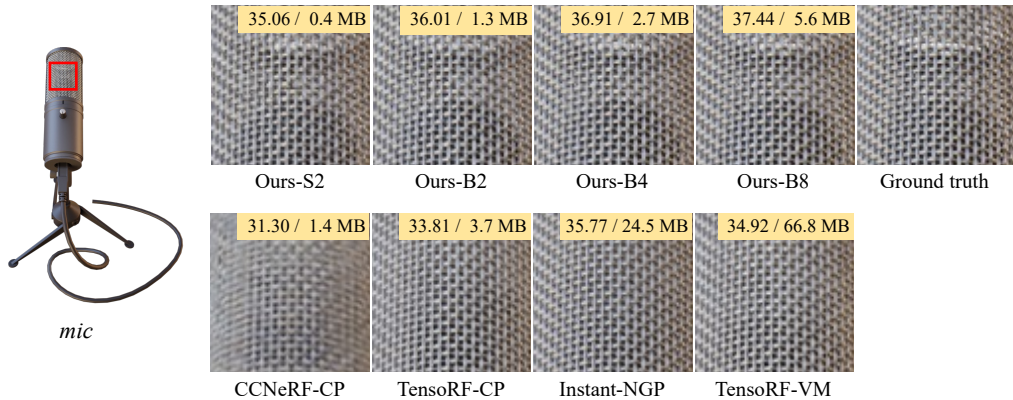 35.06 / 0.4 MB
36.01 / 1.3 MB
36.91 / 2.7 MB
37.44 / 5.6 MB
Ours-S2
Ours-B2
Ours-B4
Ours-B8
Ground truth
31.30 / 1.4 MB
33.81 / 3.7 MB
35.77 / 24.5 MB
34.92 / 66.8 MB
mic
CCNeRF-CP
TensoRF-CP
Instant-NGP
TensoRF-VM